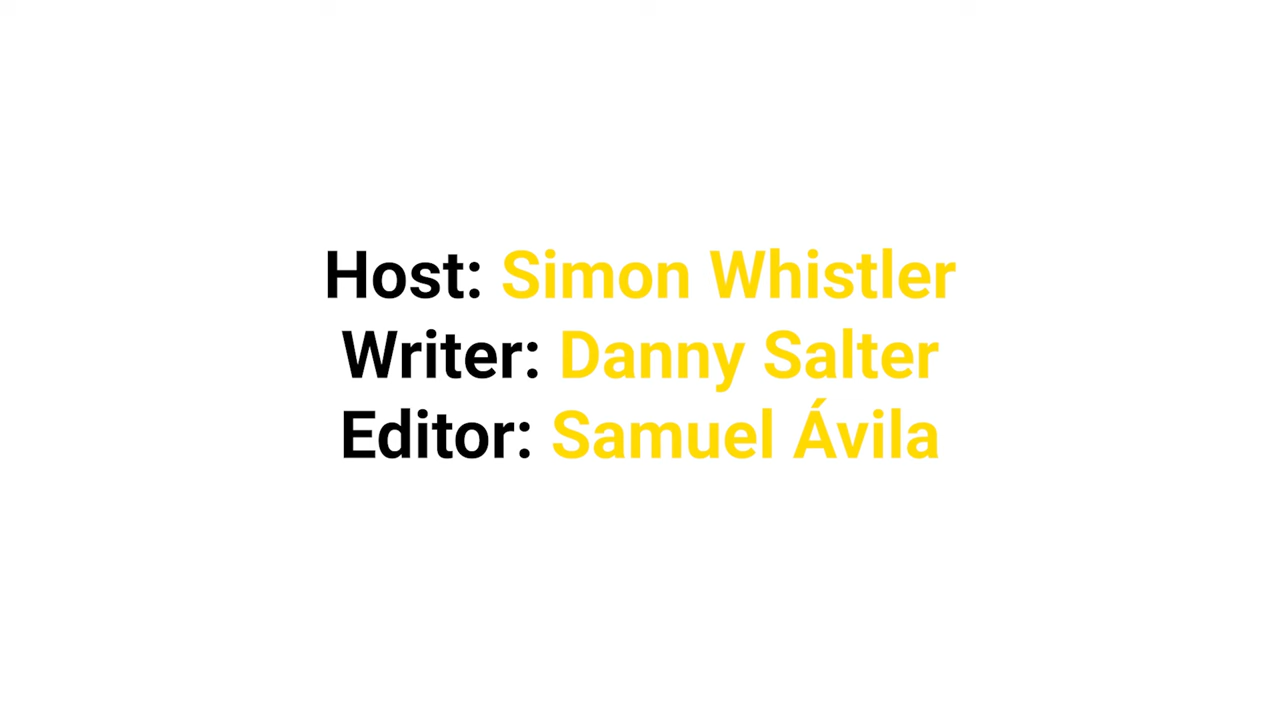 Host: Simon Whistler
Writer: Danny Salter
Editor: Samuel Ávila